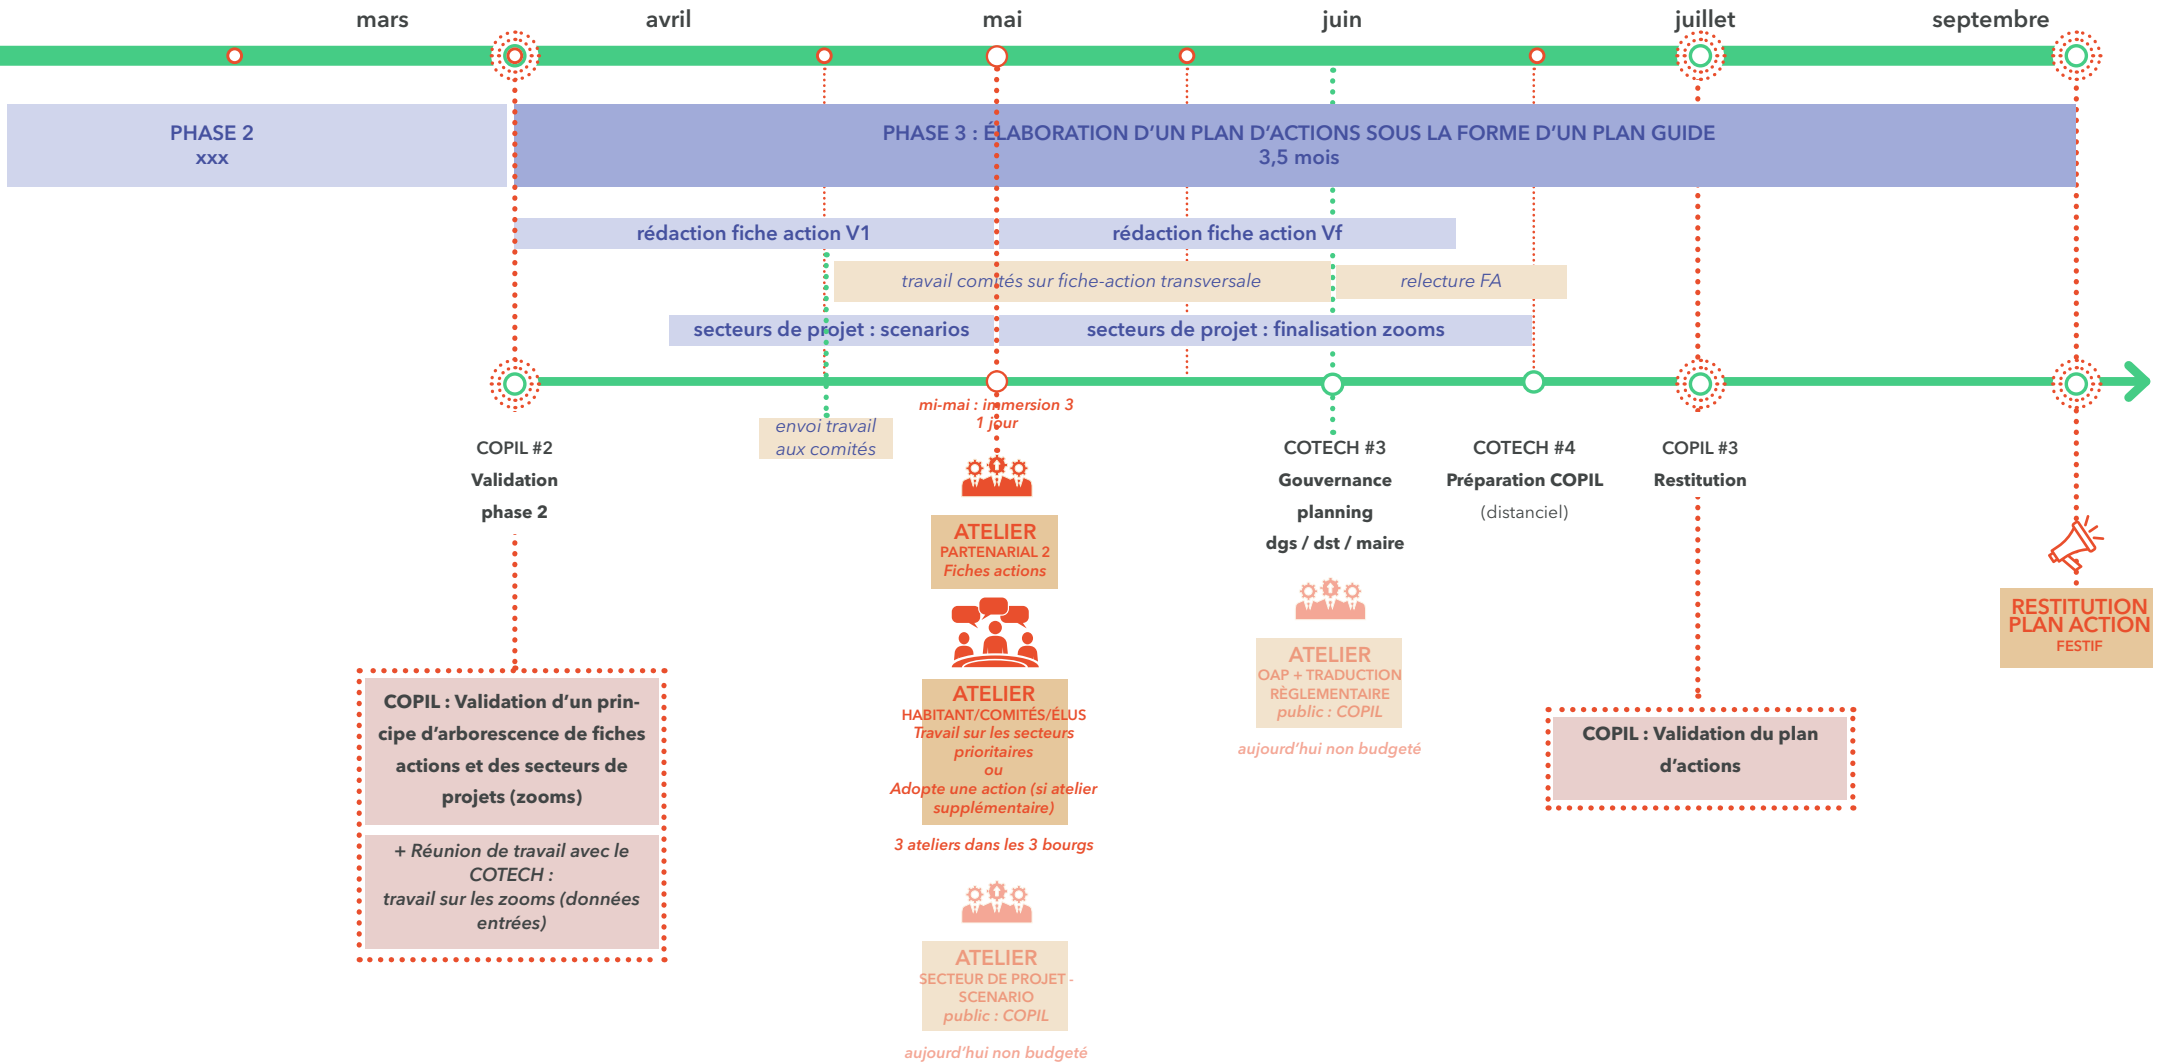 mars
avril
mai
juin
juillet
septembre
PHASE 2
xxx
PHASE 3 : ÉLABORATION D’UN PLAN D’ACTIONS SOUS LA FORME D’UN PLAN GUIDE
3,5 mois
rédaction fiche action V1
rédaction fiche action Vf
travail comités sur fiche-action transversale
relecture FA
secteurs de projet : scenarios
secteurs de projet : finalisation zooms
envoi travail
aux comités
mi-mai : immersion 3
1 jour
COPIL #2
Validation
phase 2
COTECH #3
Gouvernance
planning
dgs / dst / maire
COTECH #4
Préparation COPIL
(distanciel)
COPIL #3
Restitution
ATELIER
PARTENARIAL 2
Fiches actions
ATELIER
HABITANT/COMITÉS/ÉLUS
Travail sur les secteurs
prioritaires
ou
Adopte une action (si atelier
supplémentaire)
3 ateliers dans les 3 bourgs
ATELIER
SECTEUR DE PROJET -
SCENARIO
public : COPIL
aujourd’hui non budgeté
ATELIER
OAP + TRADUCTION
RÈGLEMENTAIRE
public : COPIL
aujourd’hui non budgeté
RESTITUTION
PLAN ACTION
FESTIF
COPIL : Validation d’un prin-
cipe d’arborescence de fiches
actions et des secteurs de
projets (zooms)
+ Réunion de travail avec le
COTECH :
travail sur les zooms (données
entrées)
COPIL : Validation du plan
d’actions